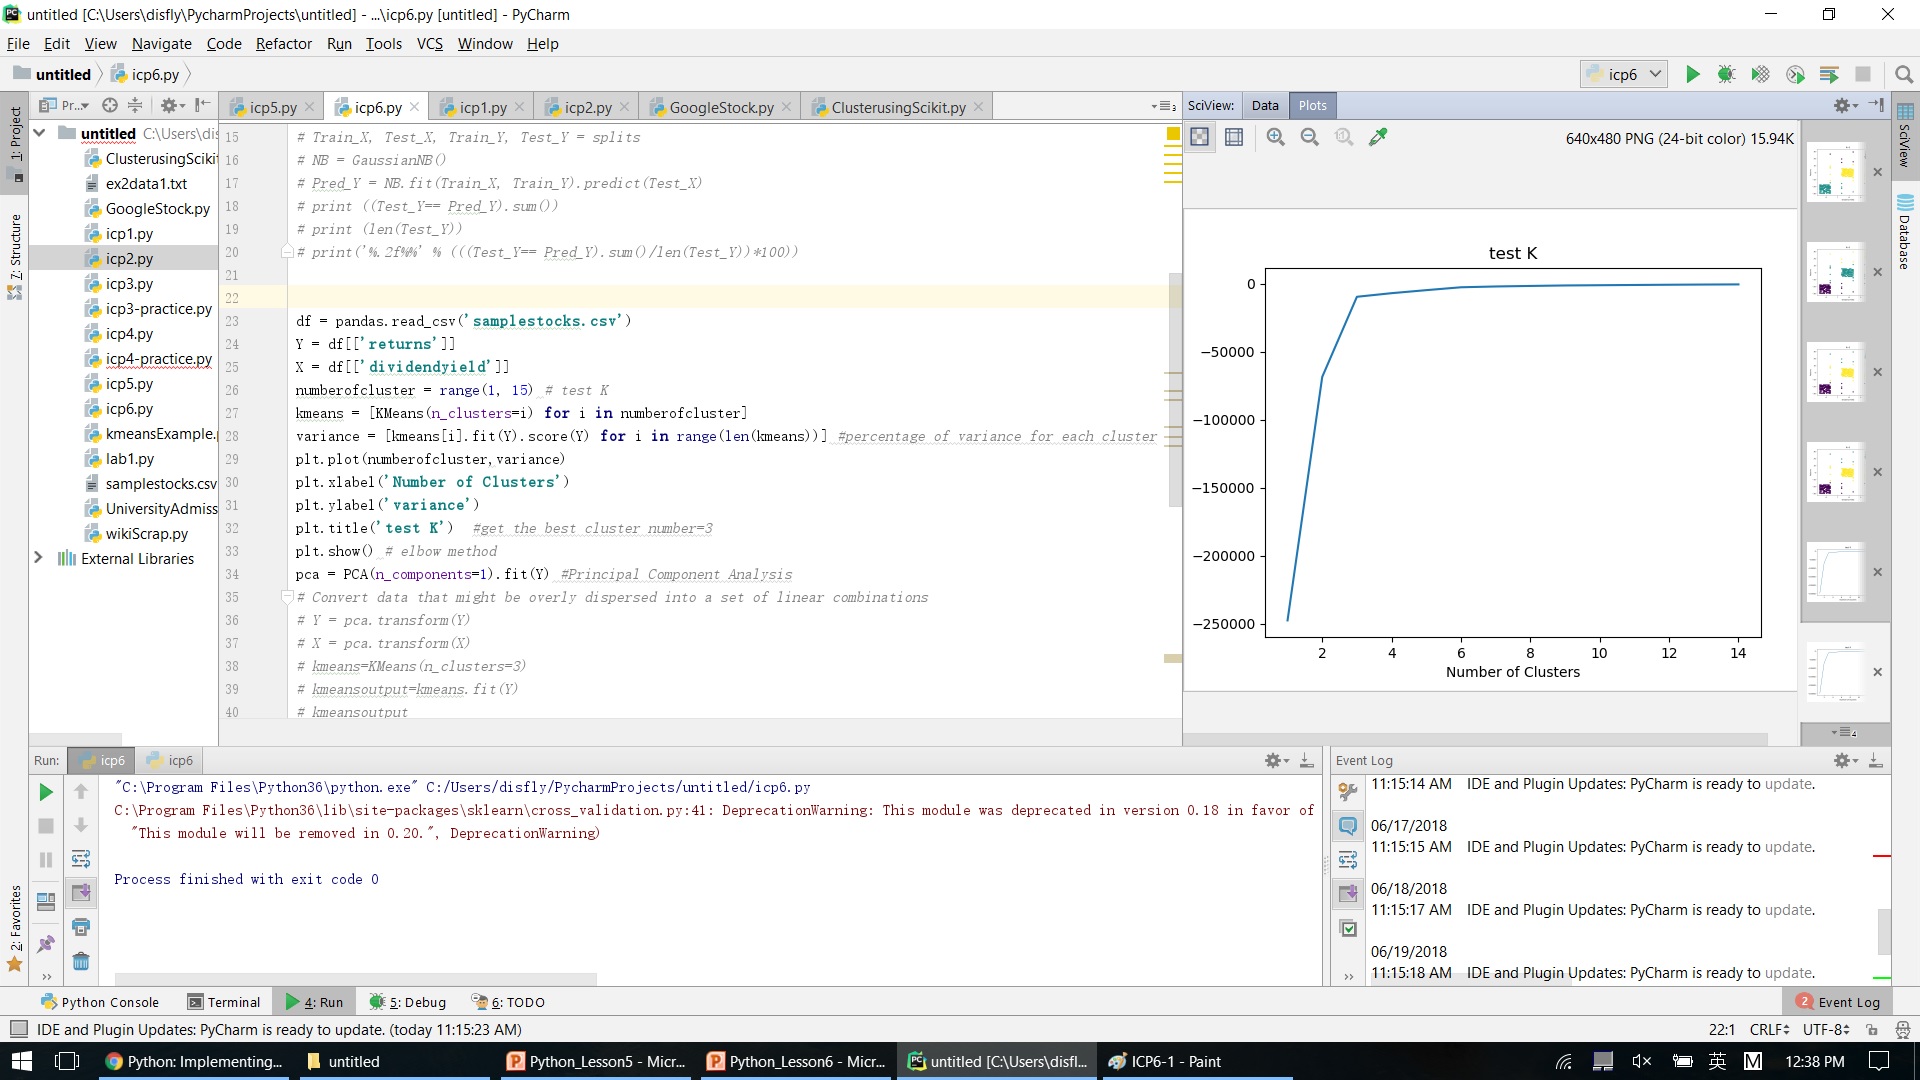 untitled [C:\Users\disfly\PycharmProjects\untitled] - ...\icp6.py [untitled] - PyCharm
File Edit View Navigate Code Refactor Run Tools VCS Window Help
untitled icp6.py
icp6
1: Project
7: Structure
2: Favorites
Pr...
icp5.py icp6.py icp1.py icp2.py GoogleStock.py ClusterusingScikit.py
untitled C:\Users\dis
ClusterusingScikit
ex2data1.txt
GoogleStock.py
icp1.py
icp2.py
icp3.py
icp3-practice.py
icp4.py
icp4-practice.py
icp5.py
icp6.py
kmeansExample.
lab1.py
samplestocks.csv
UniversityAdmiss
wikiScrap.py
External Libraries
15 # Train_X, Test_X, Train_Y, Test_Y = splits
16 # NB = GaussianNB()
17 # Pred_Y = NB.fit(Train_X, Train_Y).predict(Test_X)
18 # print ((Test_Y== Pred_Y).sum())
19 # print (len(Test_Y))
20 # print('%.2f%%' % (((Test_Y== Pred_Y).sum()/len(Test_Y))*100))
21
22
23 df = pandas.read_csv('samplestocks.csv')
24 Y = df[['returns']]
25 X = df[['dividendyield']]
26 numberofcluster = range(1, 15) # test K
27 kmeans = [KMeans(n_clusters=i) for i in numberofcluster]
28 variance = [kmeans[i].fit(Y).score(Y) for i in range(len(kmeans))] #percentage of variance for each cluster
29 plt.plot(numberofcluster,variance)
30 plt.xlabel('Number of Clusters')
31 plt.ylabel('variance')
32 plt.title('test K') #get the best cluster number=3
33 plt.show() # elbow method
34 pca = PCA(n_components=1).fit(Y) #Principal Component Analysis
35 # Convert data that might be overly dispersed into a set of linear combinations
36 # Y = pca.transform(Y)
37 # X = pca.transform(X)
38 # kmeans=KMeans(n_clusters=3)
39 # kmeansoutput=kmeans.fit(Y)
40 # kmeansoutput
SciView: Data Plots
640x480 PNG (24-bit color) 15.94K
test K
0
−50000
−100000
−150000
−200000
−250000
2 4 6 8 10 12 14
Number of Clusters
SciView
Database
Run: icp6 icp6
"C:\Program Files\Python36\python.exe" C:/Users/disfly/PycharmProjects/untitled/icp6.py
C:\Program Files\Python36\lib\site-packages\sklearn\cross_validation.py:41: DeprecationWarning: This module was deprecated in version 0.18 in favor of
"This module will be removed in 0.20.", DeprecationWarning)
Process finished with exit code 0
Event Log
11:15:14 AM IDE and Plugin Updates: PyCharm is ready to update.
06/17/2018
11:15:15 AM IDE and Plugin Updates: PyCharm is ready to update.
06/18/2018
11:15:17 AM IDE and Plugin Updates: PyCharm is ready to update.
06/19/2018
11:15:18 AM IDE and Plugin Updates: PyCharm is ready to update.
Python Console Terminal 4: Run 5: Debug 6: TODO
2 Event Log
IDE and Plugin Updates: PyCharm is ready to update. (today 11:15:23 AM)
22:1 CRLF UTF-8
Python: Implementing... untitled Python_Lesson5 - Micr... Python_Lesson6 - Micr... untitled [C:\Users\disfl... ICP6-1 - Paint
英 M 12:38 PM